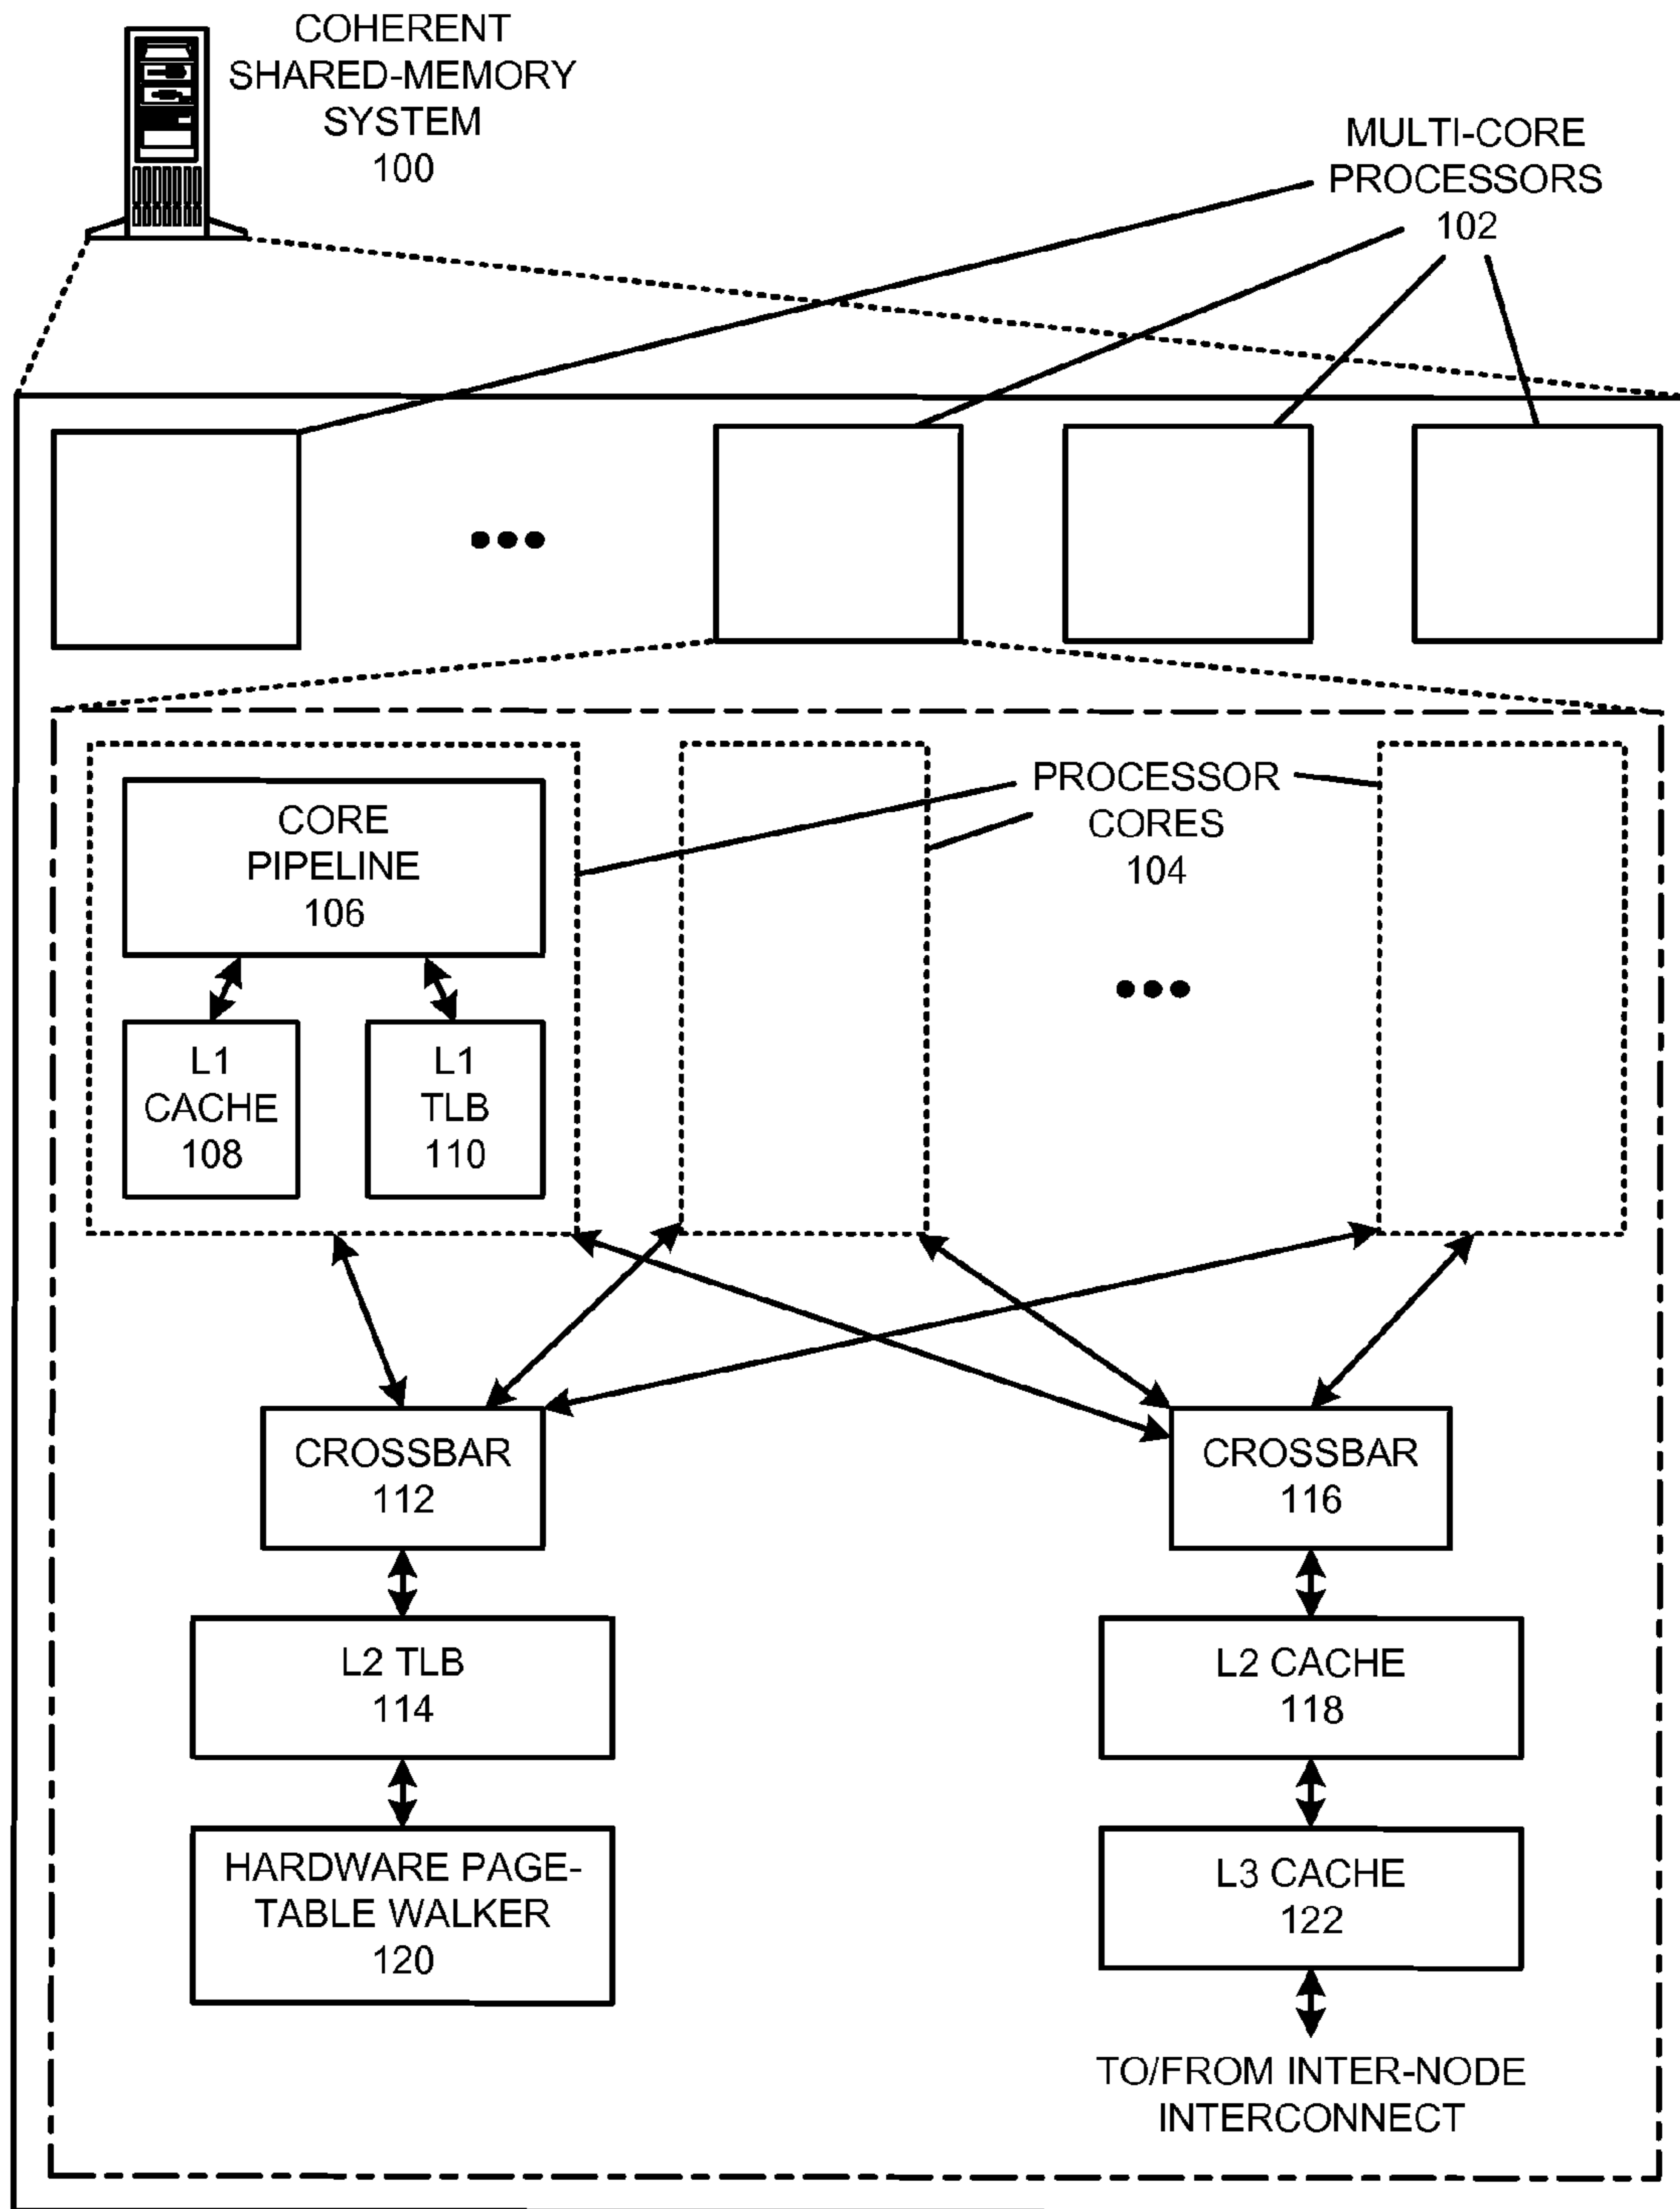 COHERENT
SHARED-MEMORY
SYSTEM
100
MULTI-CORE
PROCESSORS
102
PROCESSOR
CORES
104
CORE
PIPELINE
106
L1
CACHE
108
L1
TLB
110
CROSSBAR
112
CROSSBAR
116
L2 TLB
114
L2 CACHE
118
HARDWARE PAGE-
TABLE WALKER
120
L3 CACHE
122
TO/FROM INTER-NODE
INTERCONNECT